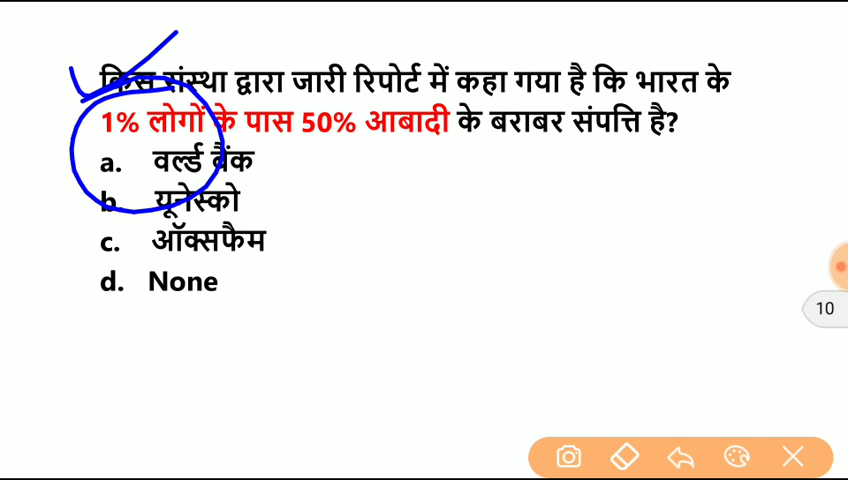 किस संस्था द्वारा जारी रिपोर्ट में कहा गया है कि भारत के
1% लोगों के पास 50% आबादी के बराबर संपत्ति है?
a. वर्ल्ड बैंक
b. यूनेस्को
c. ऑक्सफैम
d. None
10